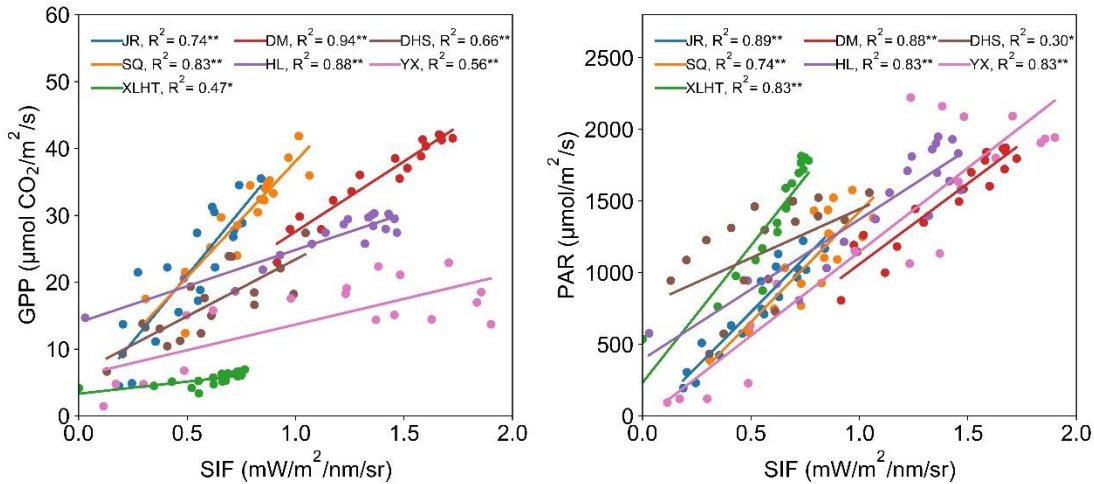 60
50
40
30
20
10
0
JR, R² = 0.74**
DM, R² = 0.94**
DHS, R² = 0.66**
SQ, R² = 0.83**
HL, R² = 0.88**
YX, R² = 0.56**
XLHT, R² = 0.47*
GPP (μmol CO₂/m²/s)
0.0 0.5 1.0 1.5 2.0
SIF (mW/m²/nm/sr)
2500
2000
1500
1000
500
0
JR, R² = 0.89**
DM, R² = 0.88**
DHS, R² = 0.30*
SQ, R² = 0.74**
HL, R² = 0.83**
YX, R² = 0.83**
XLHT, R² = 0.83**
PAR (μmol/m²/s)
0.0 0.5 1.0 1.5 2.0
SIF (mW/m²/nm/sr)